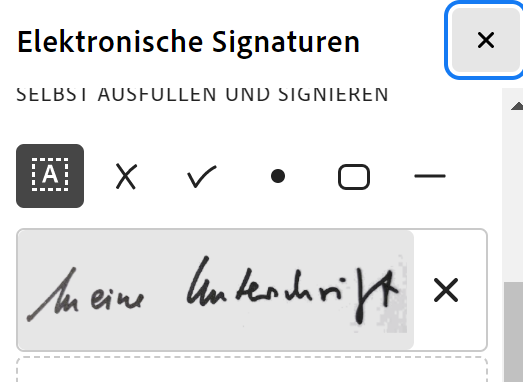 Elektronische Signaturen
SELBST AUSFÜLLEN UND SIGNIEREN
A
Meine Unterschrift